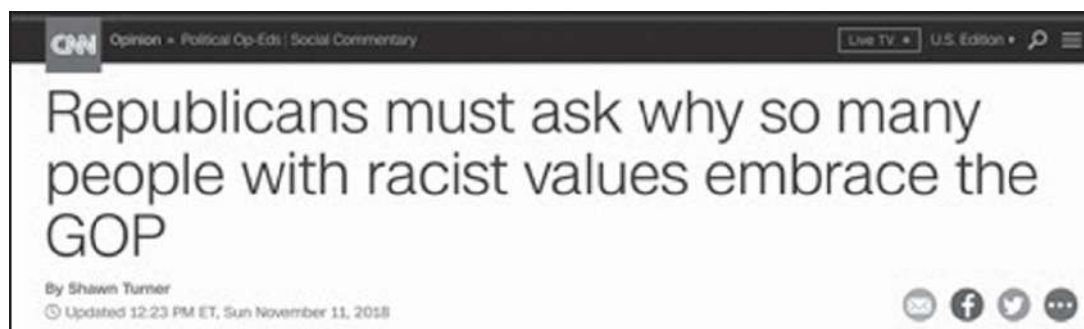 CNN Opinion » Political Op-Eds | Social Commentary Live TV • U.S. Edition
Republicans must ask why so many
people with racist values embrace the
GOP
By Shawn Turner
Updated 12:23 PM ET, Sun November 11, 2018